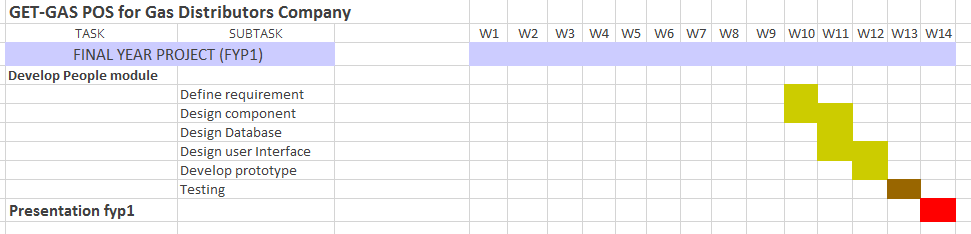 GET-GAS POS for Gas Distributors Company
TASK SUBTASK W1 W2 W3 W4 W5 W6 W7 W8 W9 W10 W11 W12 W13 W14
FINAL YEAR PROJECT (FYP1)
Develop People module
Define requirement
Design component
Design Database
Design user Interface
Develop prototype
Testing
Presentation fyp1